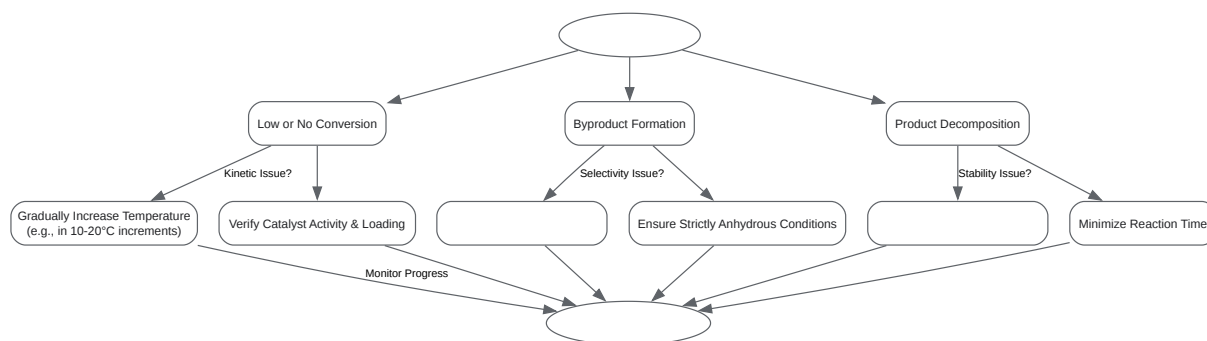 Low or No Conversion
Byproduct Formation
Product Decomposition
Kinetic Issue?
Selectivity Issue?
Stability Issue?
Gradually Increase Temperature
(e.g., in 10-20°C increments)
Verify Catalyst Activity & Loading
Ensure Strictly Anhydrous Conditions
Minimize Reaction Time
Monitor Progress